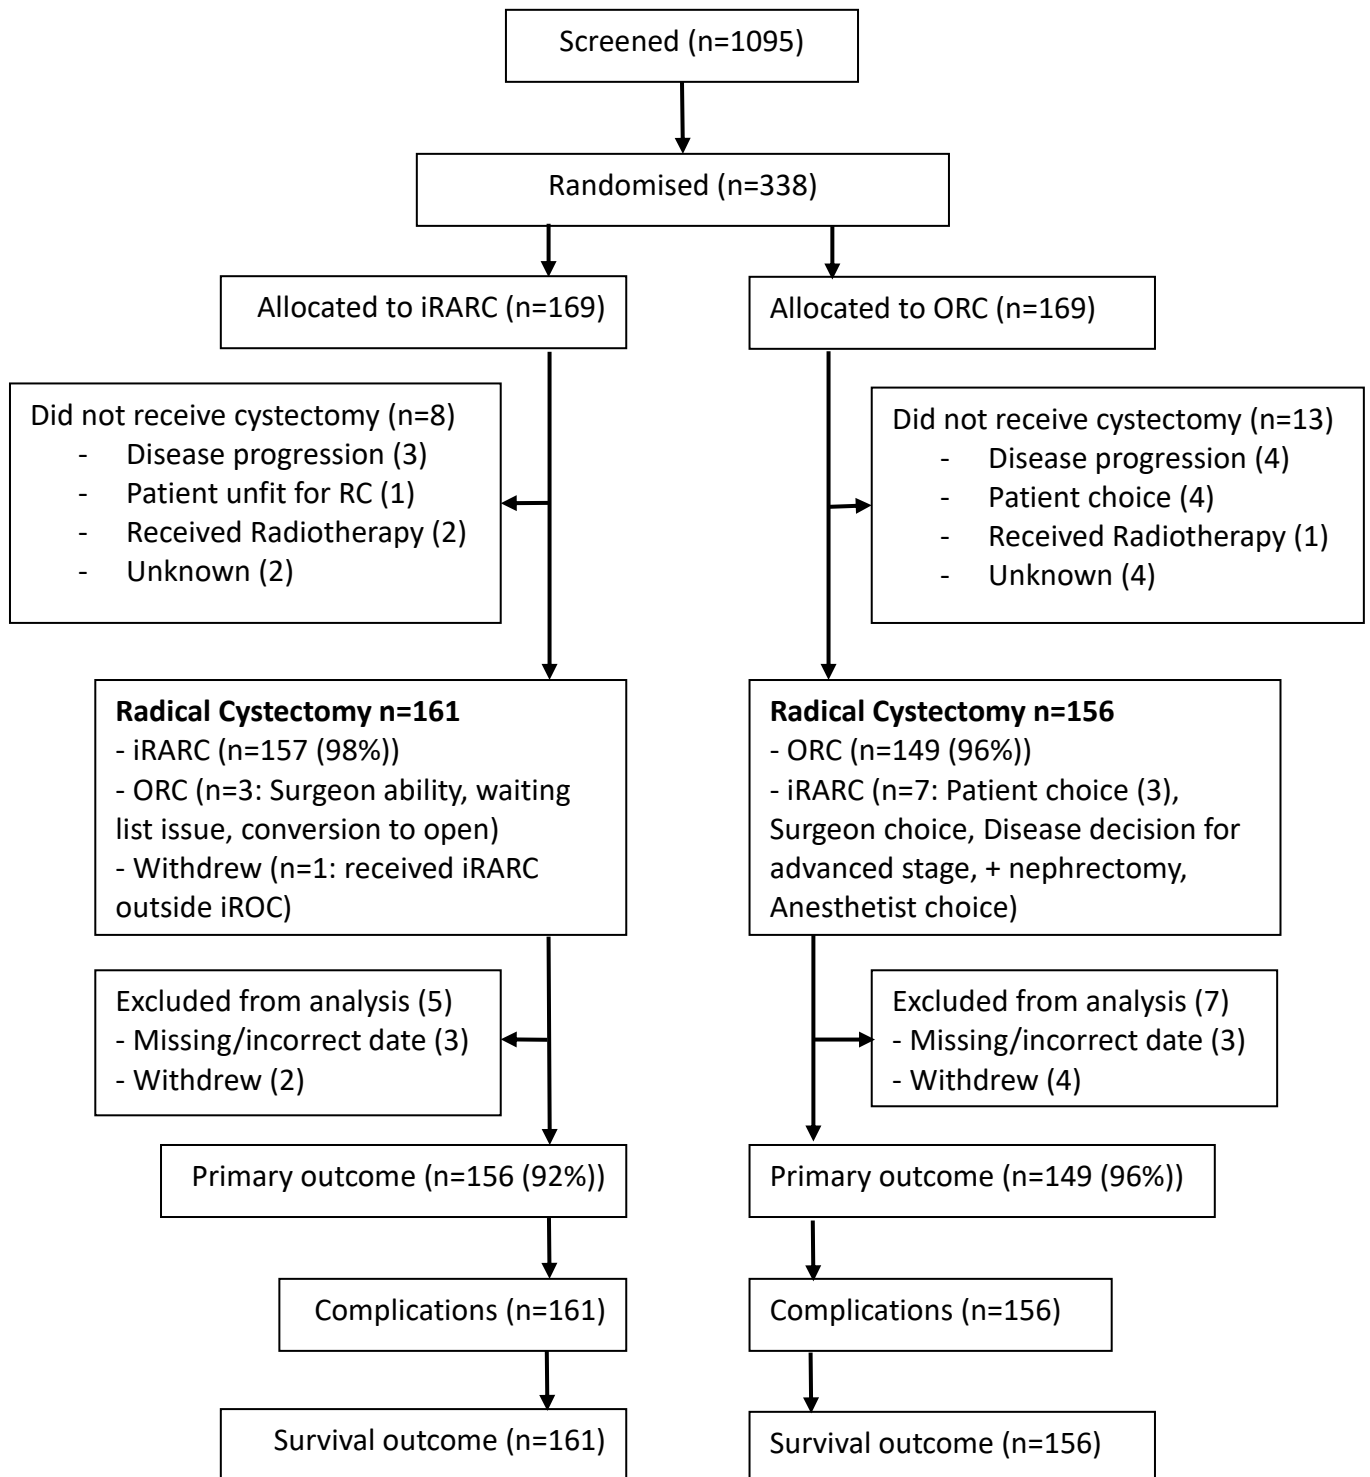 Screened (n=1095)
Randomised (n=338)
Allocated to iRARC (n=169)
Allocated to ORC (n=169)
Did not receive cystectomy (n=8)
- Disease progression (3)
- Patient unfit for RC (1)
- Received Radiotherapy (2)
- Unknown (2)
Did not receive cystectomy (n=13)
- Disease progression (4)
- Patient choice (4)
- Received Radiotherapy (1)
- Unknown (4)
Radical Cystectomy n=161
- iRARC (n=157 (98%))
- ORC (n=3: Surgeon ability, waiting
list issue, conversion to open)
- Withdrew (n=1: received iRARC
outside iROC)
Radical Cystectomy n=156
- ORC (n=149 (96%))
- iRARC (n=7: Patient choice (3),
Surgeon choice, Disease decision for
advanced stage, + nephrectomy,
Anesthetist choice)
Excluded from analysis (5)
- Missing/incorrect date (3)
- Withdrew (2)
Excluded from analysis (7)
- Missing/incorrect date (3)
- Withdrew (4)
Primary outcome (n=156 (92%))
Primary outcome (n=149 (96%))
Complications (n=161)
Complications (n=156)
Survival outcome (n=161)
Survival outcome (n=156)